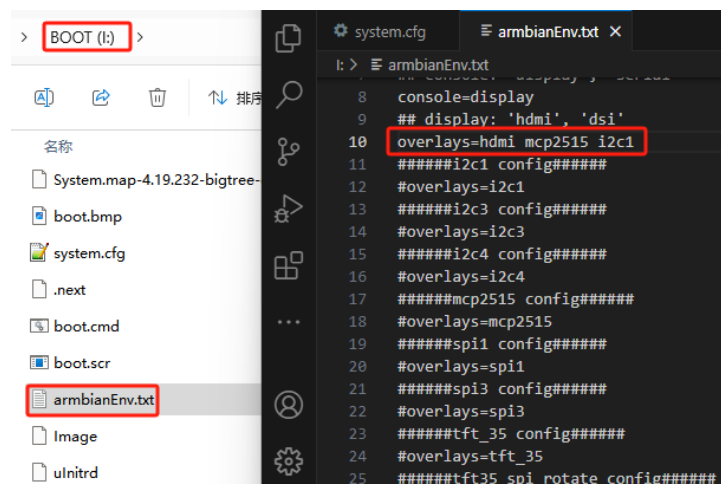 BOOT (I:)
排序
名称
System.map-4.19.232-bigtree-
boot.bmp
system.cfg
.next
boot.cmd
boot.scr
armbianEnv.txt
Image
uInitrd
system.cfg
armbianEnv.txt
I: > armbianEnv.txt
8 console=display
9 ## display: 'hdmi', 'dsi'
10 overlays=hdmi mcp2515 i2c1
11 ######i2c1 config######
12 #overlays=i2c1
13 ######i2c3 config######
14 #overlays=i2c3
15 ######i2c4 config######
16 #overlays=i2c4
17 ######mcp2515 config######
18 #overlays=mcp2515
19 ######spi1 config######
20 #overlays=spi1
21 ######spi3 config######
22 #overlays=spi3
23 ######tft_35 config######
24 #overlays=tft_35
25 ######tft35_spi rotate config######